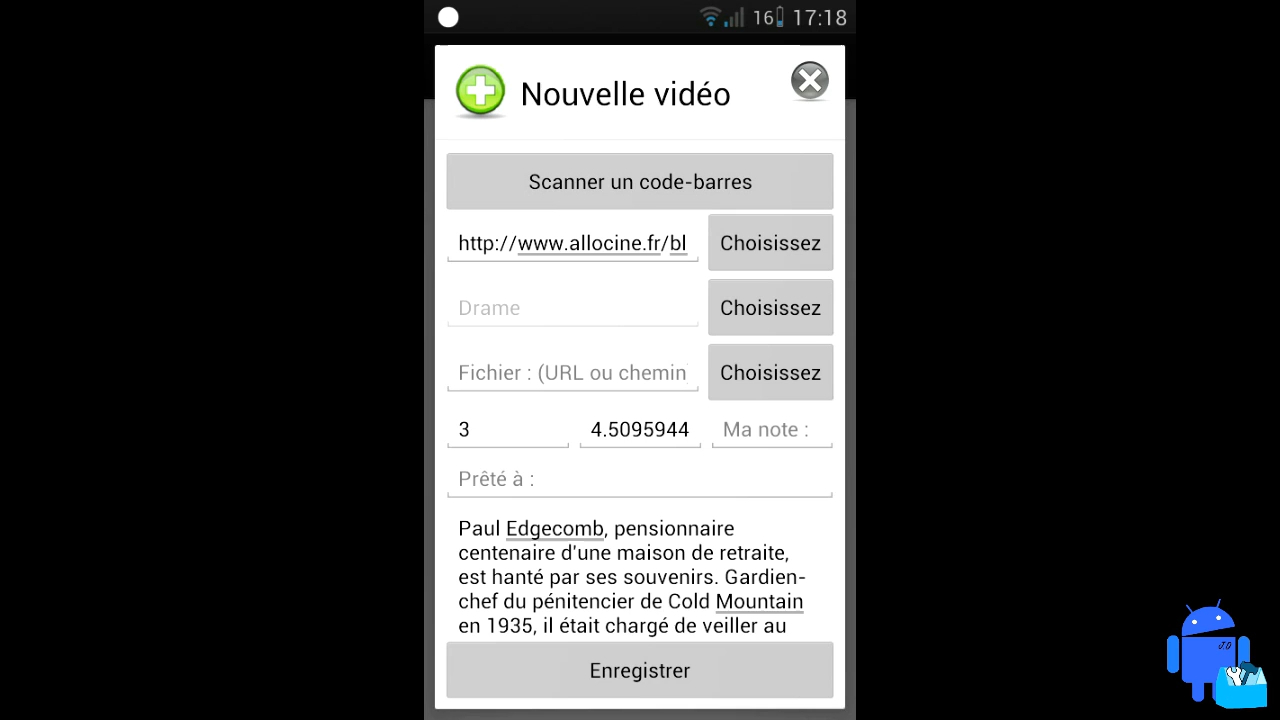 16 17:18
Nouvelle vidéo
Scanner un code-barres
http://www.allocine.fr/bl Choisissez
Drame Choisissez
Fichier : (URL ou chemin Choisissez
3 4.5095944 Ma note :
Prêté à :
Paul Edgecomb, pensionnaire
centenaire d'une maison de retraite,
est hanté par ses souvenirs. Gardien-
chef du pénitencier de Cold Mountain
en 1935, il était chargé de veiller au
Enregistrer
J.O